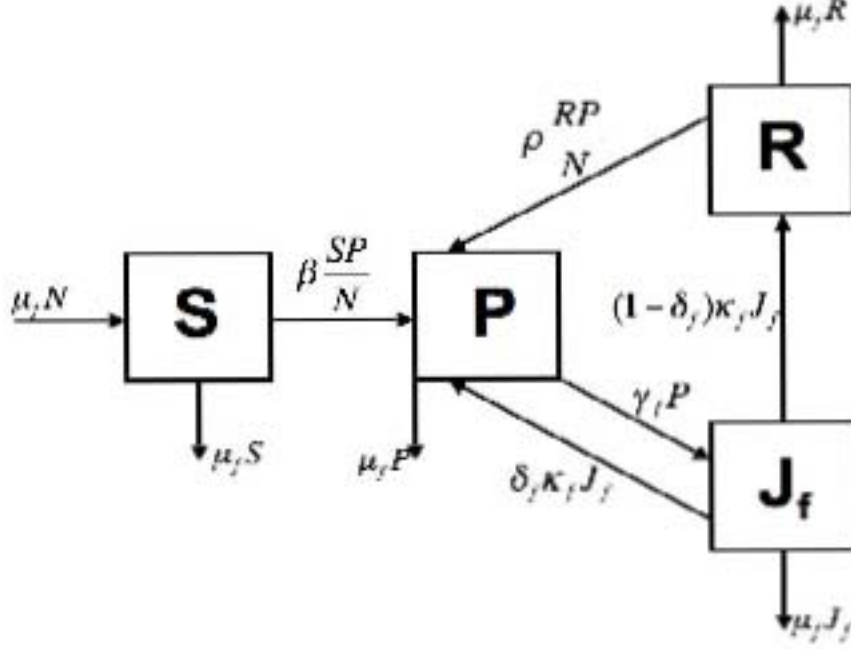 μ_f R
R
ρ RP/N
β SP/N
μ_f N
S
P
(1 − δ_f)κ_f J_f
γ_f P
μ_f S
μ_f P
δ_f κ_f J_f
J_f
μ_f J_f